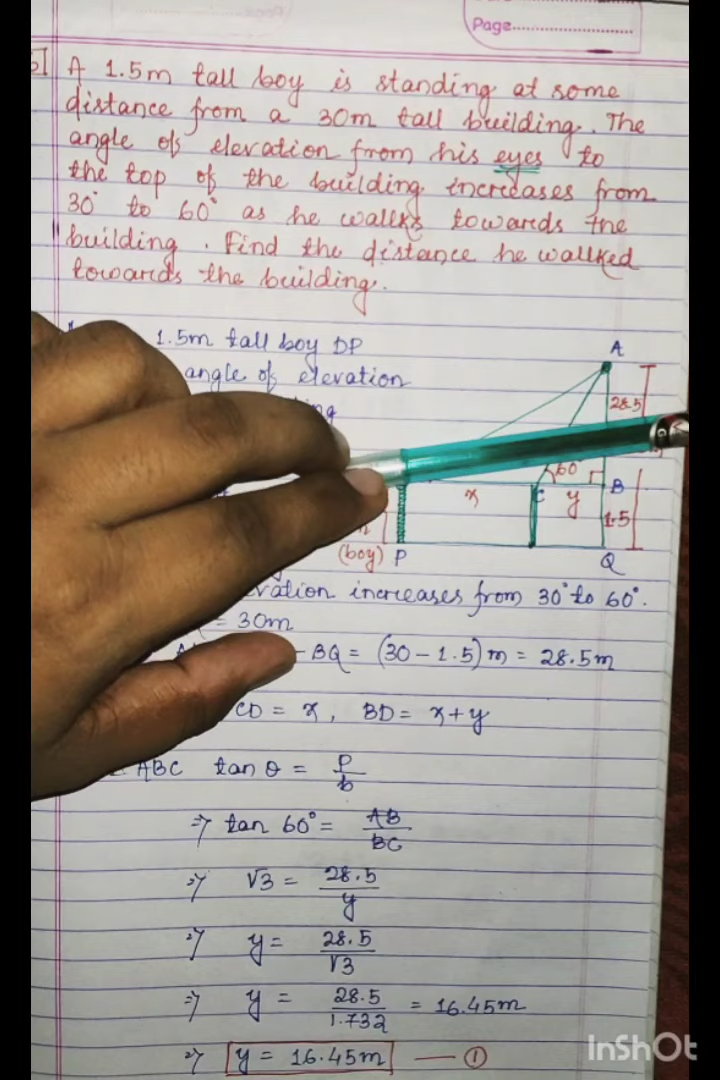 Page
A 1.5m tall boy is standing at some
distance from a 30m tall building. The
angle of elevation from his eyes to
the top of the building increases from
30° to 60° as he wallks towards the
building. Find the distance he wallked
towards the building.
1.5m tall boy DP
A
angle of elevation
28.5
60
x
C
y
B
1.5
(boy) P
Q
increases from 30° to 60°.
= 30m
- BQ = (30 - 1.5) m = 28.5m
CD = x, BD = x+y
ABC tan θ = P/b
⇒ tan 60° = AB/BC
⇒ √3 = 28.5/y
⇒ y = 28.5/√3
⇒ y = 28.5/1.732 = 16.45m
⇒ y = 16.45m — ①
InShOt